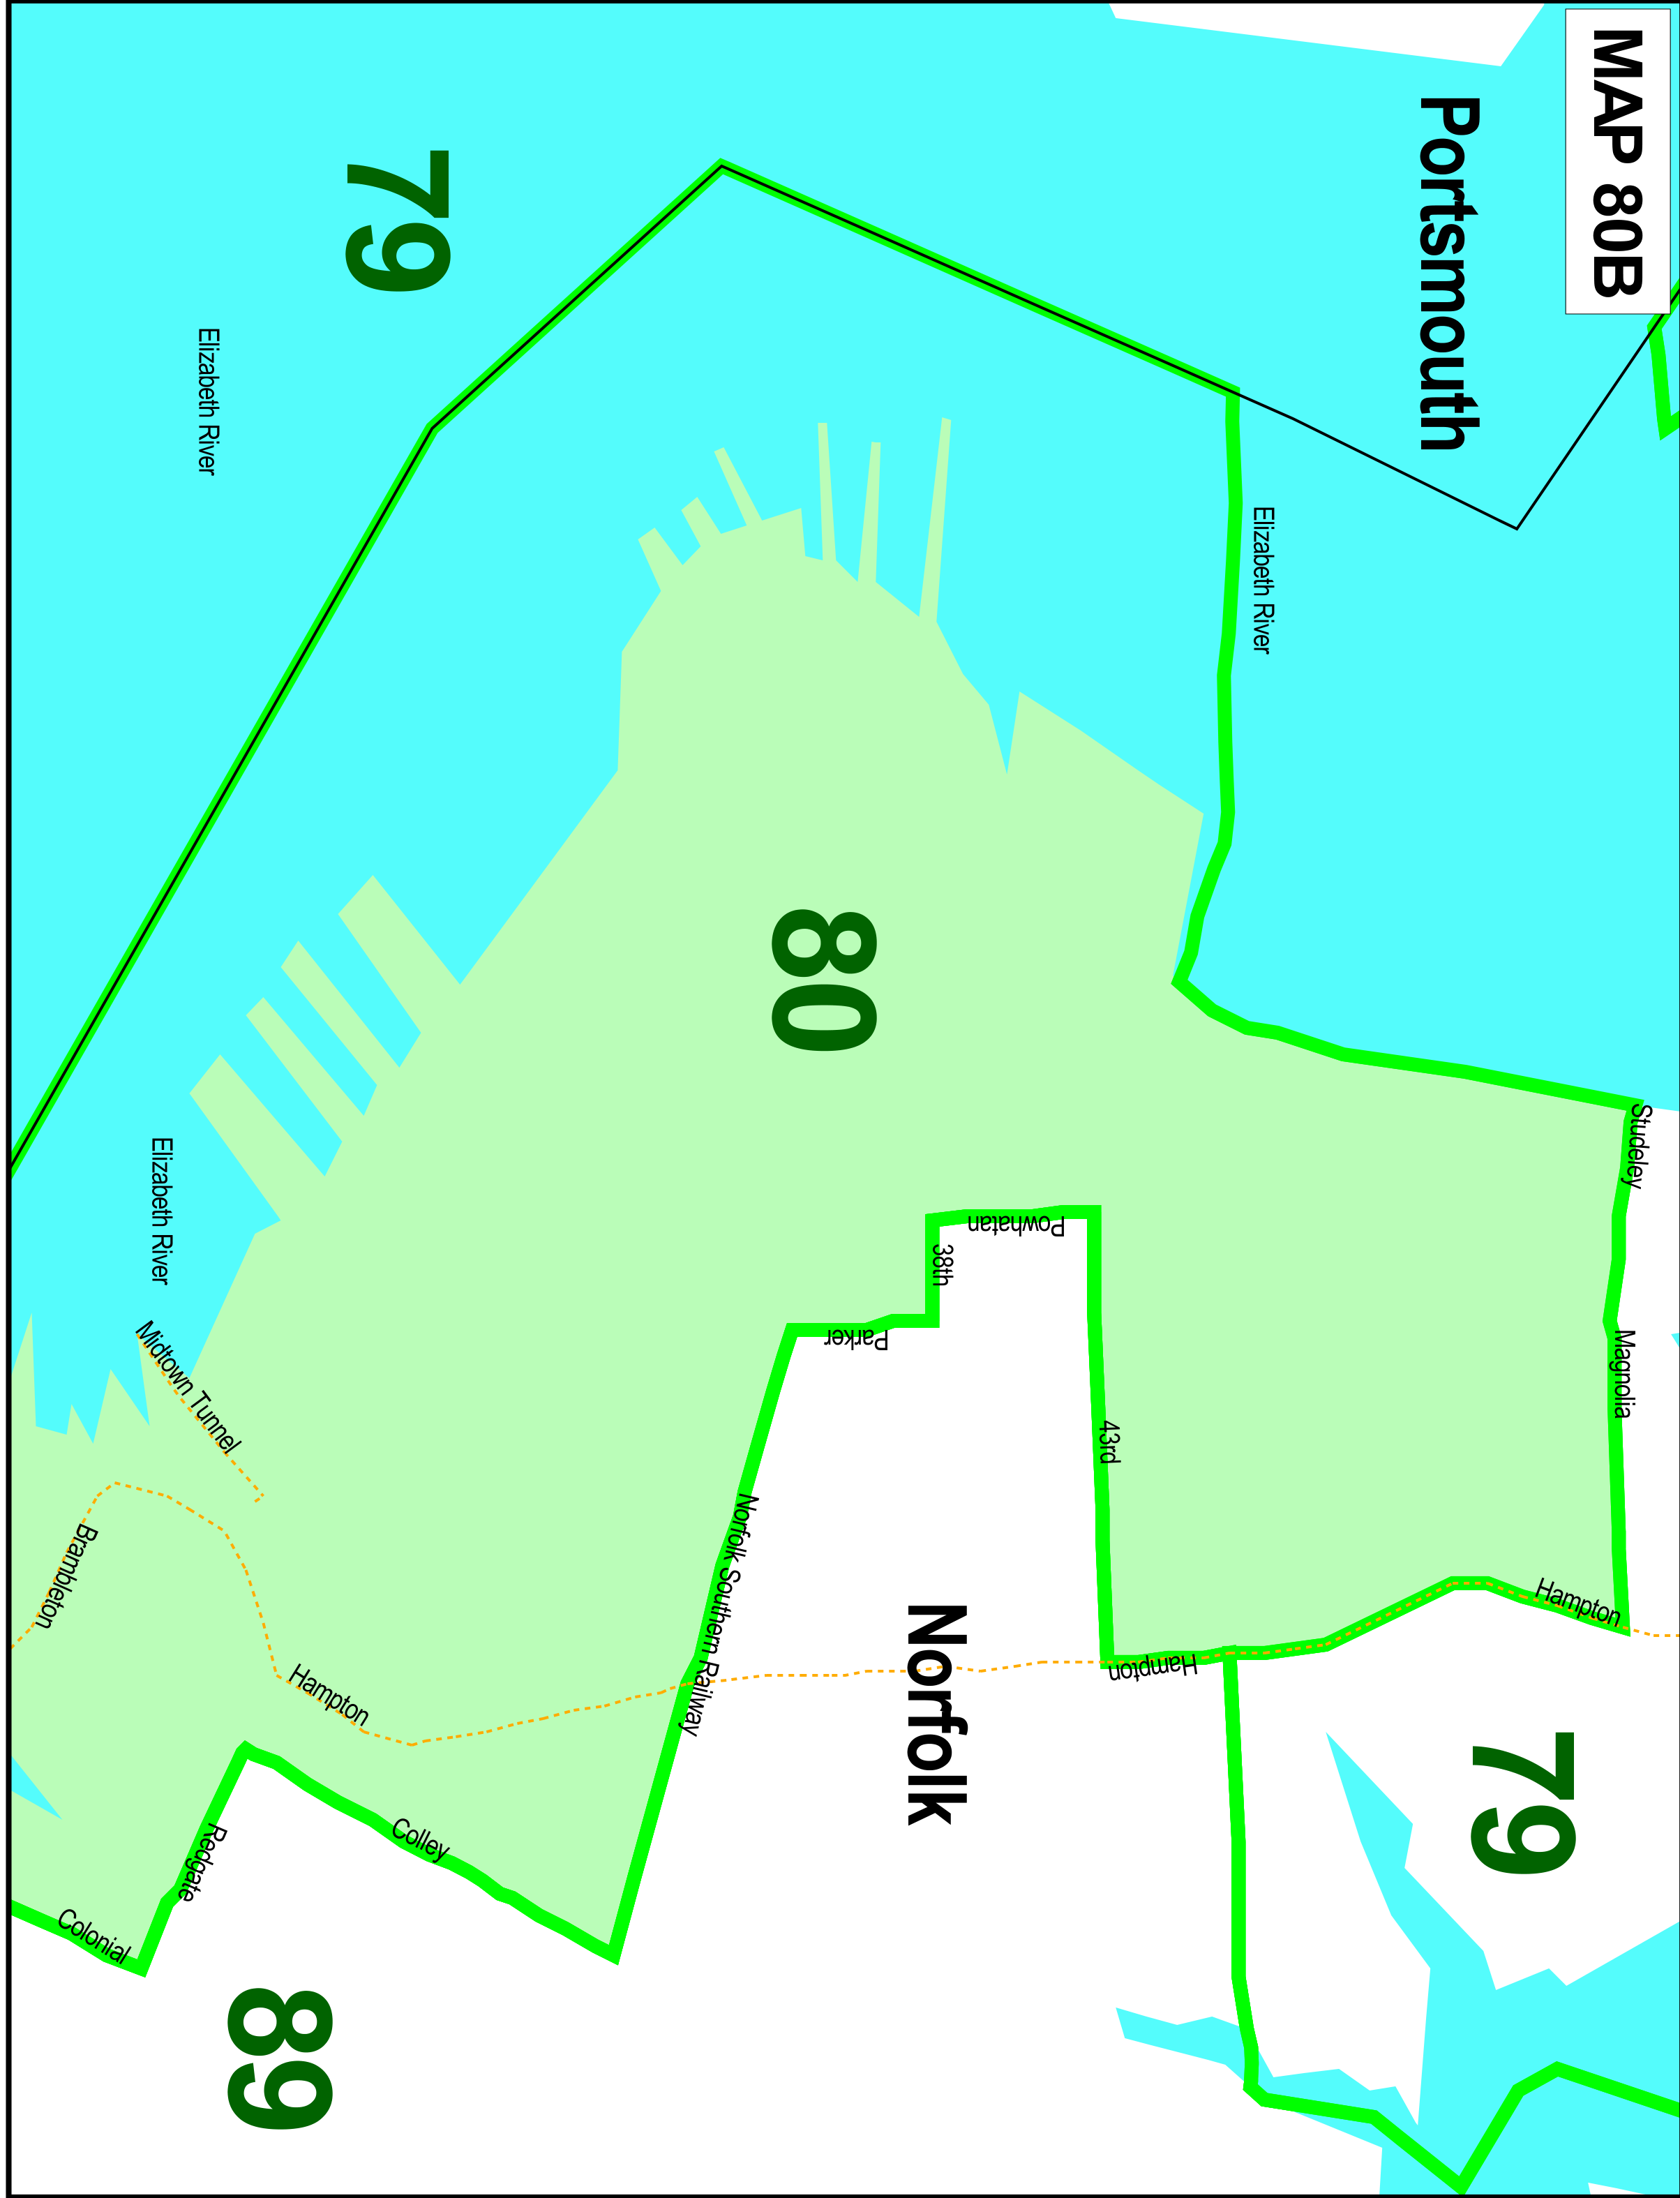 MAP 80B
Portsmouth
Elizabeth River
79
Elizabeth River
Studeley
Magnolia
Hampton
79
80
Powhatan
38th
43rd
Parker
Norfolk Southern Railway
Norfolk
Hampton
Elizabeth River
Midtown Tunnel
Brambleton
Hampton
Colley
Redgate
Colonial
89